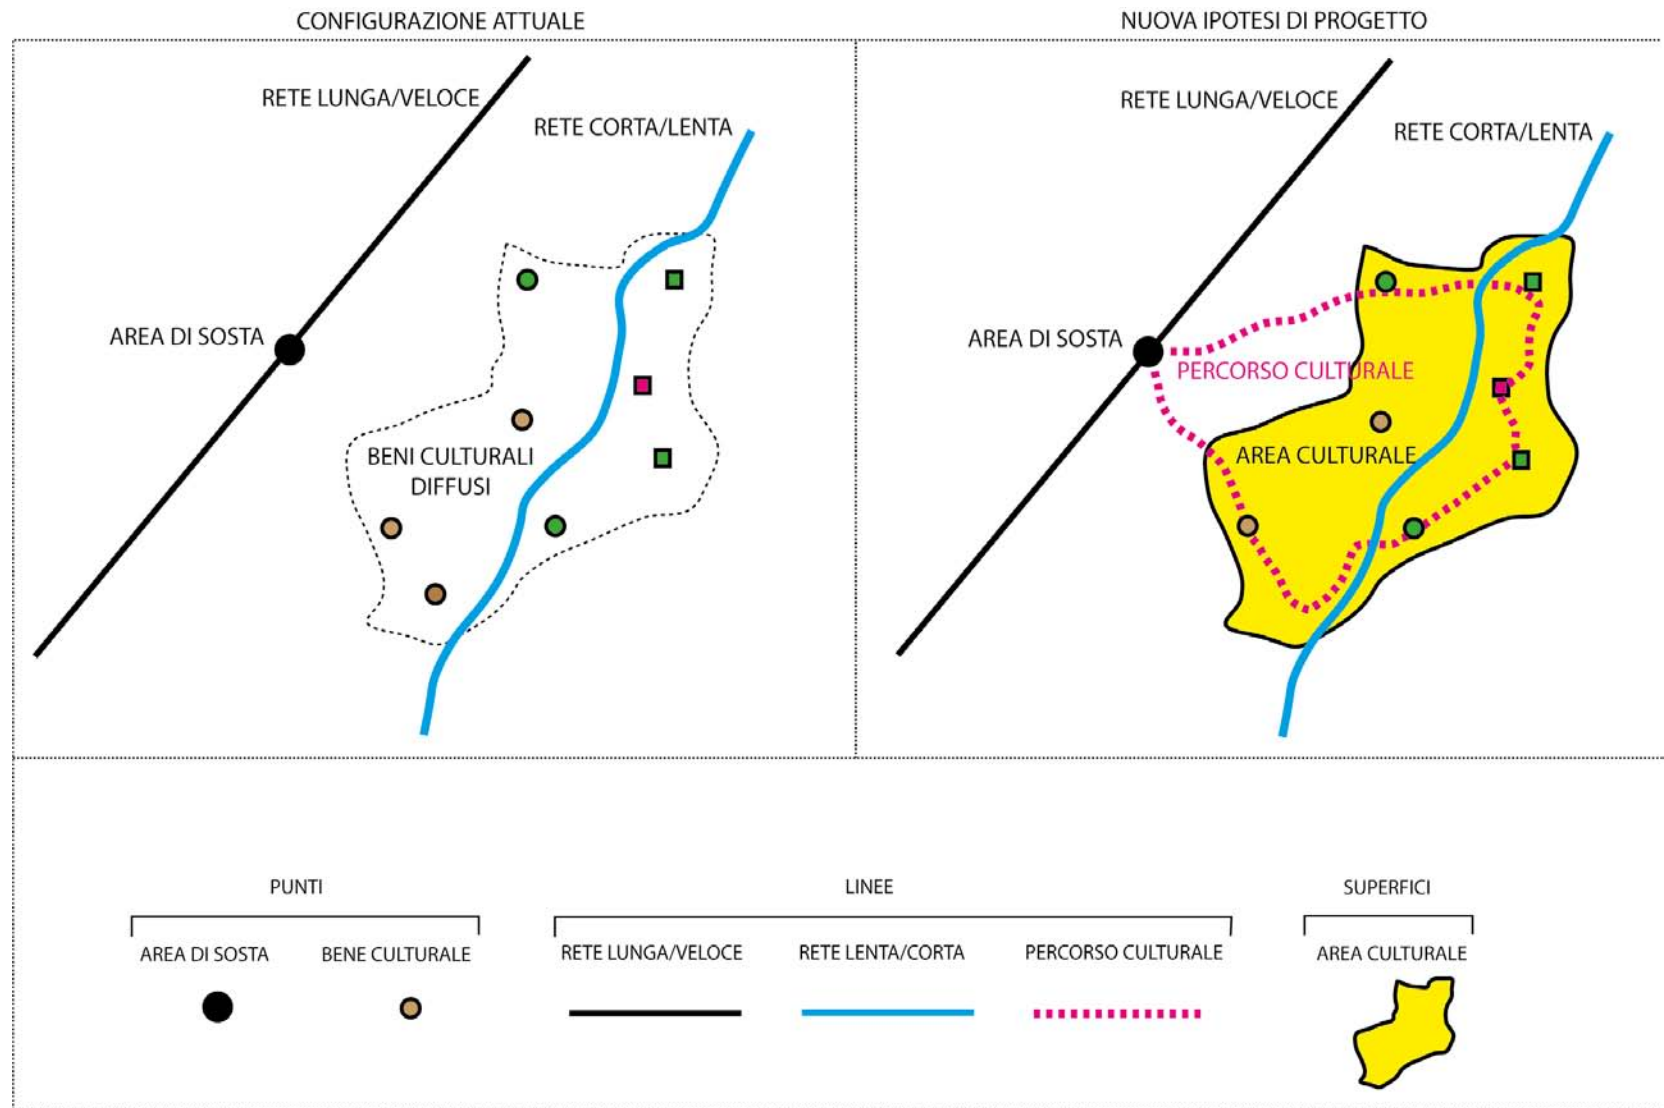 CONFIGURAZIONE ATTUALE
RETE LUNGA/VELOCE
RETE CORTA/LENTA
AREA DI SOSTA
BENI CULTURALI
DIFFUSI
NUOVA IPOTESI DI PROGETTO
RETE LUNGA/VELOCE
RETE CORTA/LENTA
AREA DI SOSTA
PERCORSO CULTURALE
AREA CULTURALE
PUNTI
AREA DI SOSTA
BENE CULTURALE
LINEE
RETE LUNGA/VELOCE
RETE LENTA/CORTA
PERCORSO CULTURALE
SUPERFICI
AREA CULTURALE